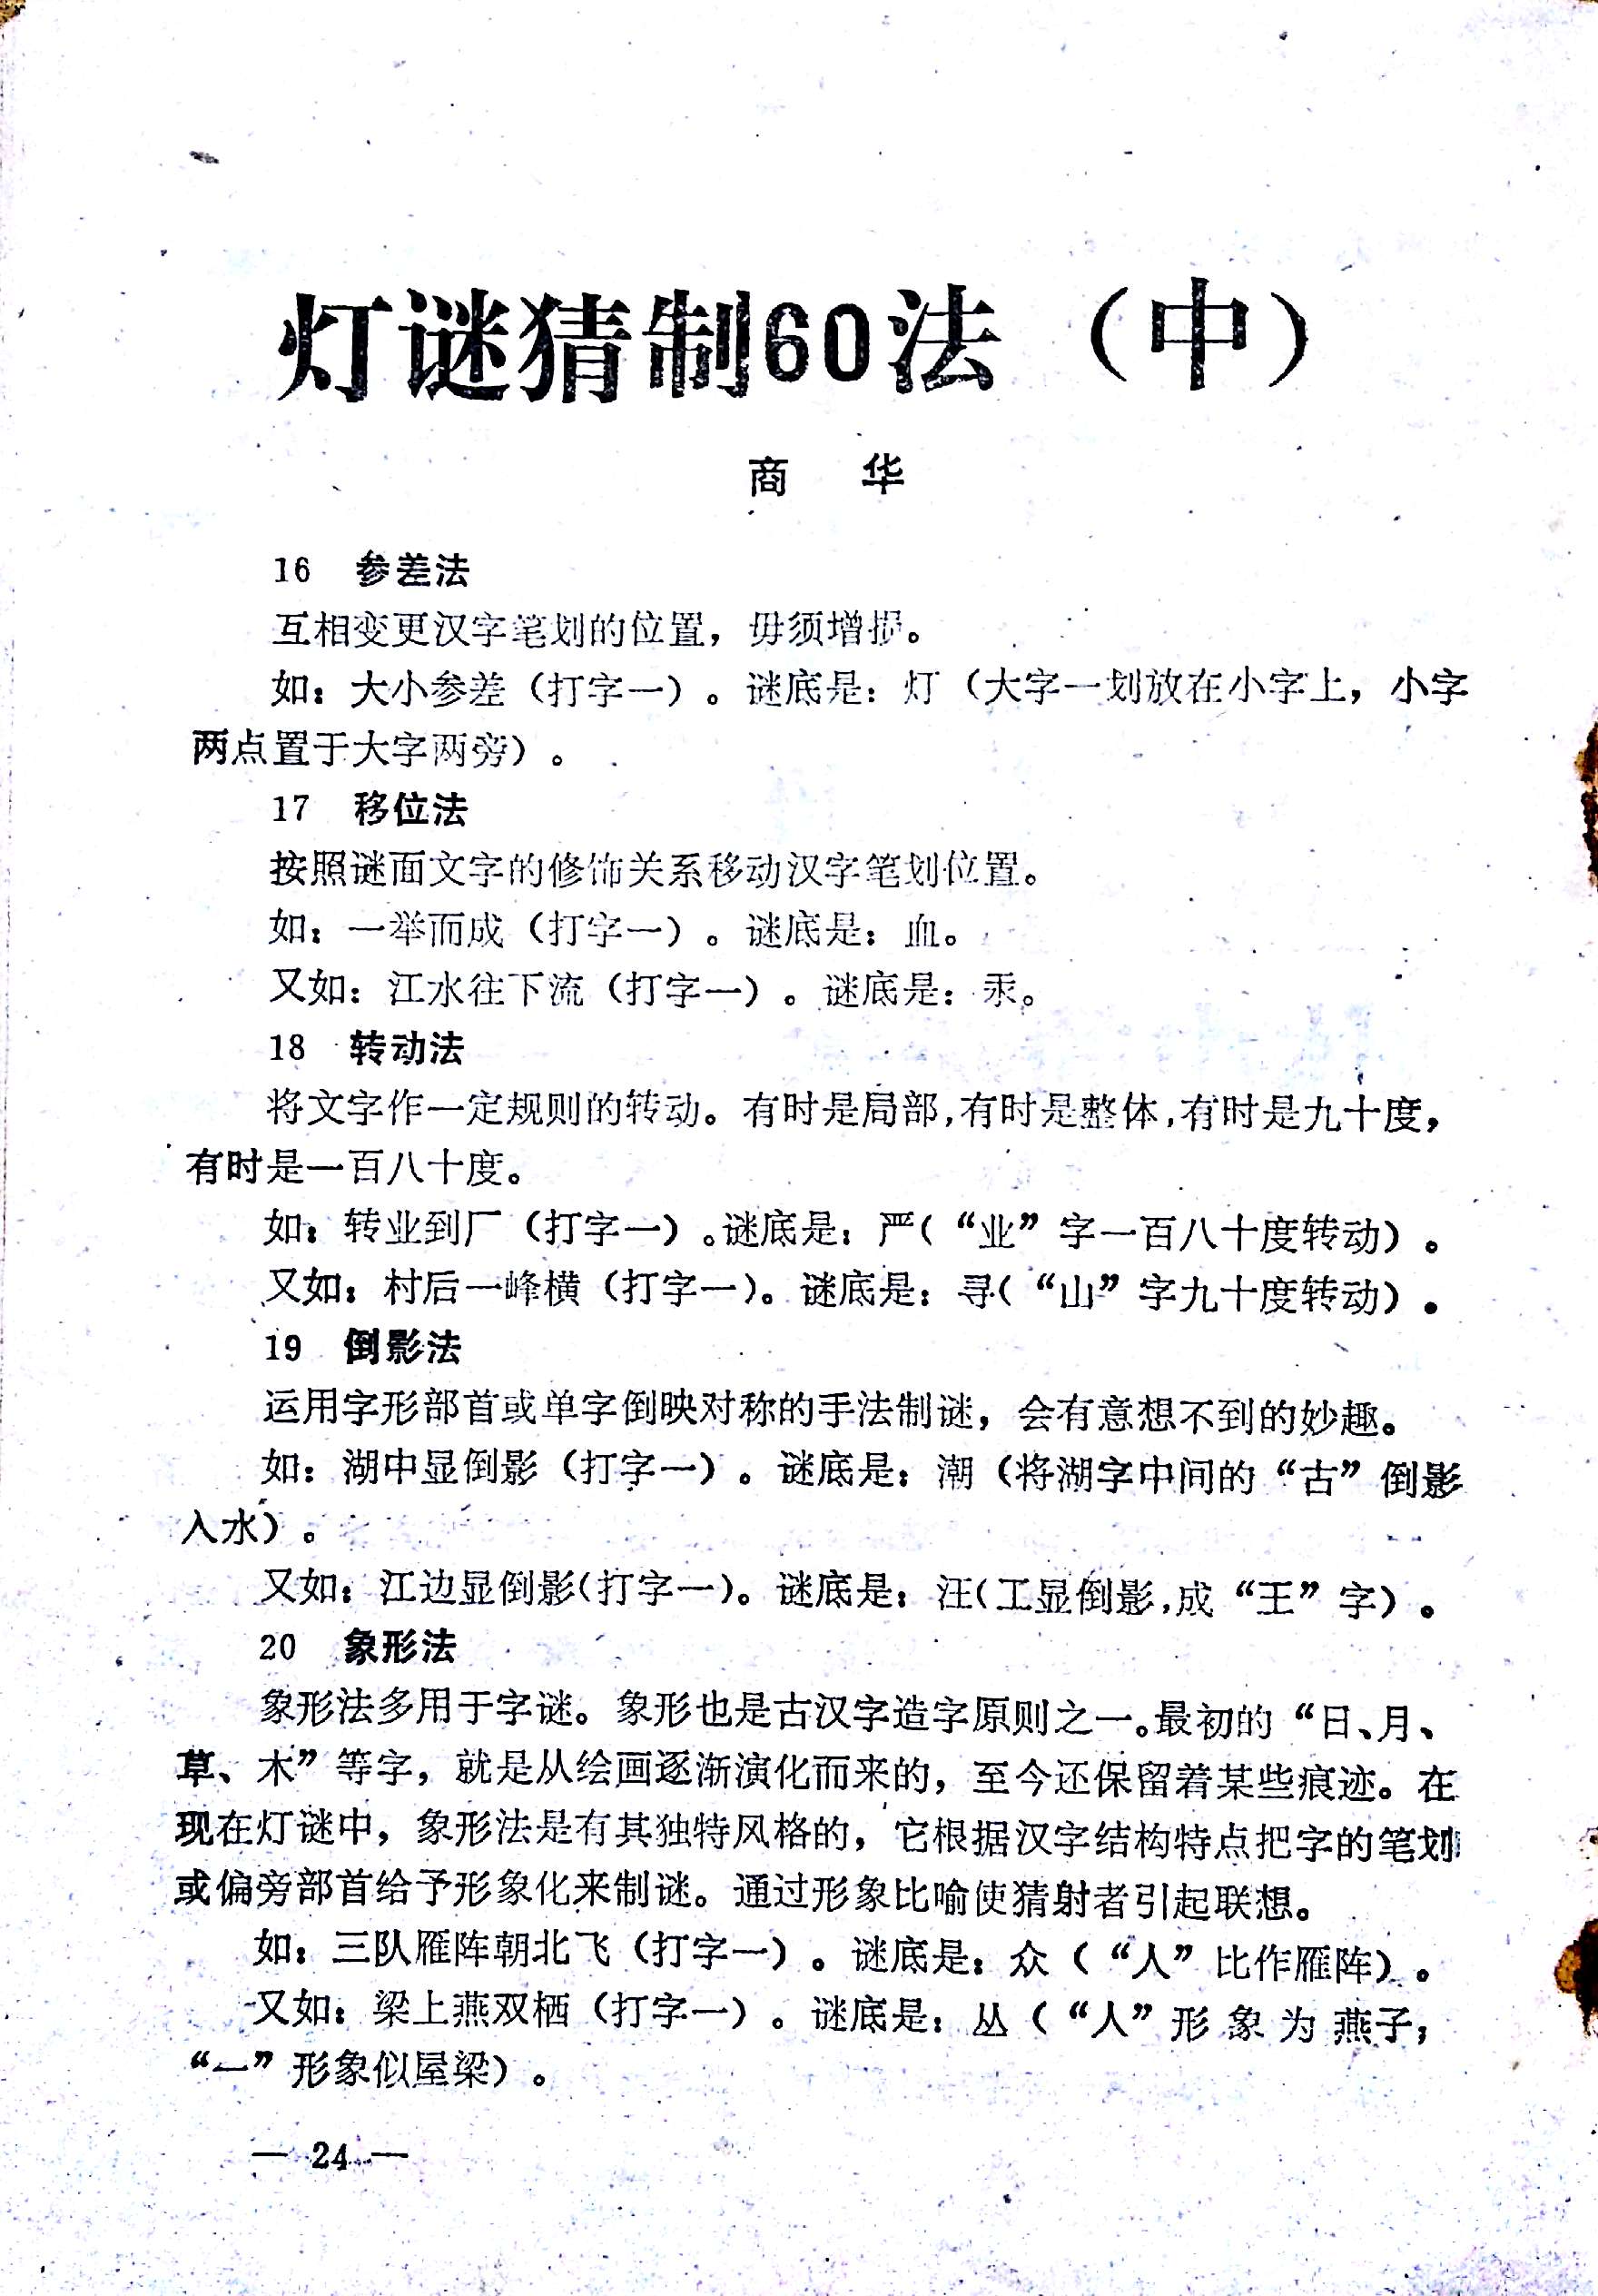 灯谜猜制60法（中）
商　华
16　参差法
互相变更汉字笔划的位置，毋须增损。
如：大小参差（打字一）。谜底是：灯（大字一划放在小字上，小字
两点置于大字两旁）。
17　移位法
按照谜面文字的修饰关系移动汉字笔划位置。
如：一举而成（打字一）。谜底是：血。
又如：江水往下流（打字一）。谜底是：汞。
18　转动法
将文字作一定规则的转动。有时是局部，有时是整体，有时是九十度，
有时是一百八十度。
如：转业到厂（打字一）。谜底是：严（“业”字一百八十度转动）。
又如：村后一峰横（打字一）。谜底是：寻（“山”字九十度转动）。
19　倒影法
运用字形部首或单字倒映对称的手法制谜，会有意想不到的妙趣。
如：湖中显倒影（打字一）。谜底是：潮（将湖字中间的“古”倒影
入水）。
又如：江边显倒影（打字一）。谜底是：汪（工显倒影，成“王”字）。
20　象形法
象形法多用于字谜。象形也是古汉字造字原则之一。最初的“日、月、
草、木”等字，就是从绘画逐渐演化而来的，至今还保留着某些痕迹。在
现在灯谜中，象形法是有其独特风格的，它根据汉字结构特点把字的笔划
或偏旁部首给予形象化来制谜。通过形象比喻使猜射者引起联想。
如：三队雁阵朝北飞（打字一）。谜底是：众（“人”比作雁阵）。
又如：梁上燕双栖（打字一）。谜底是：丛（“人”形象为燕子；
“一”形象似屋梁）。
— 24 —